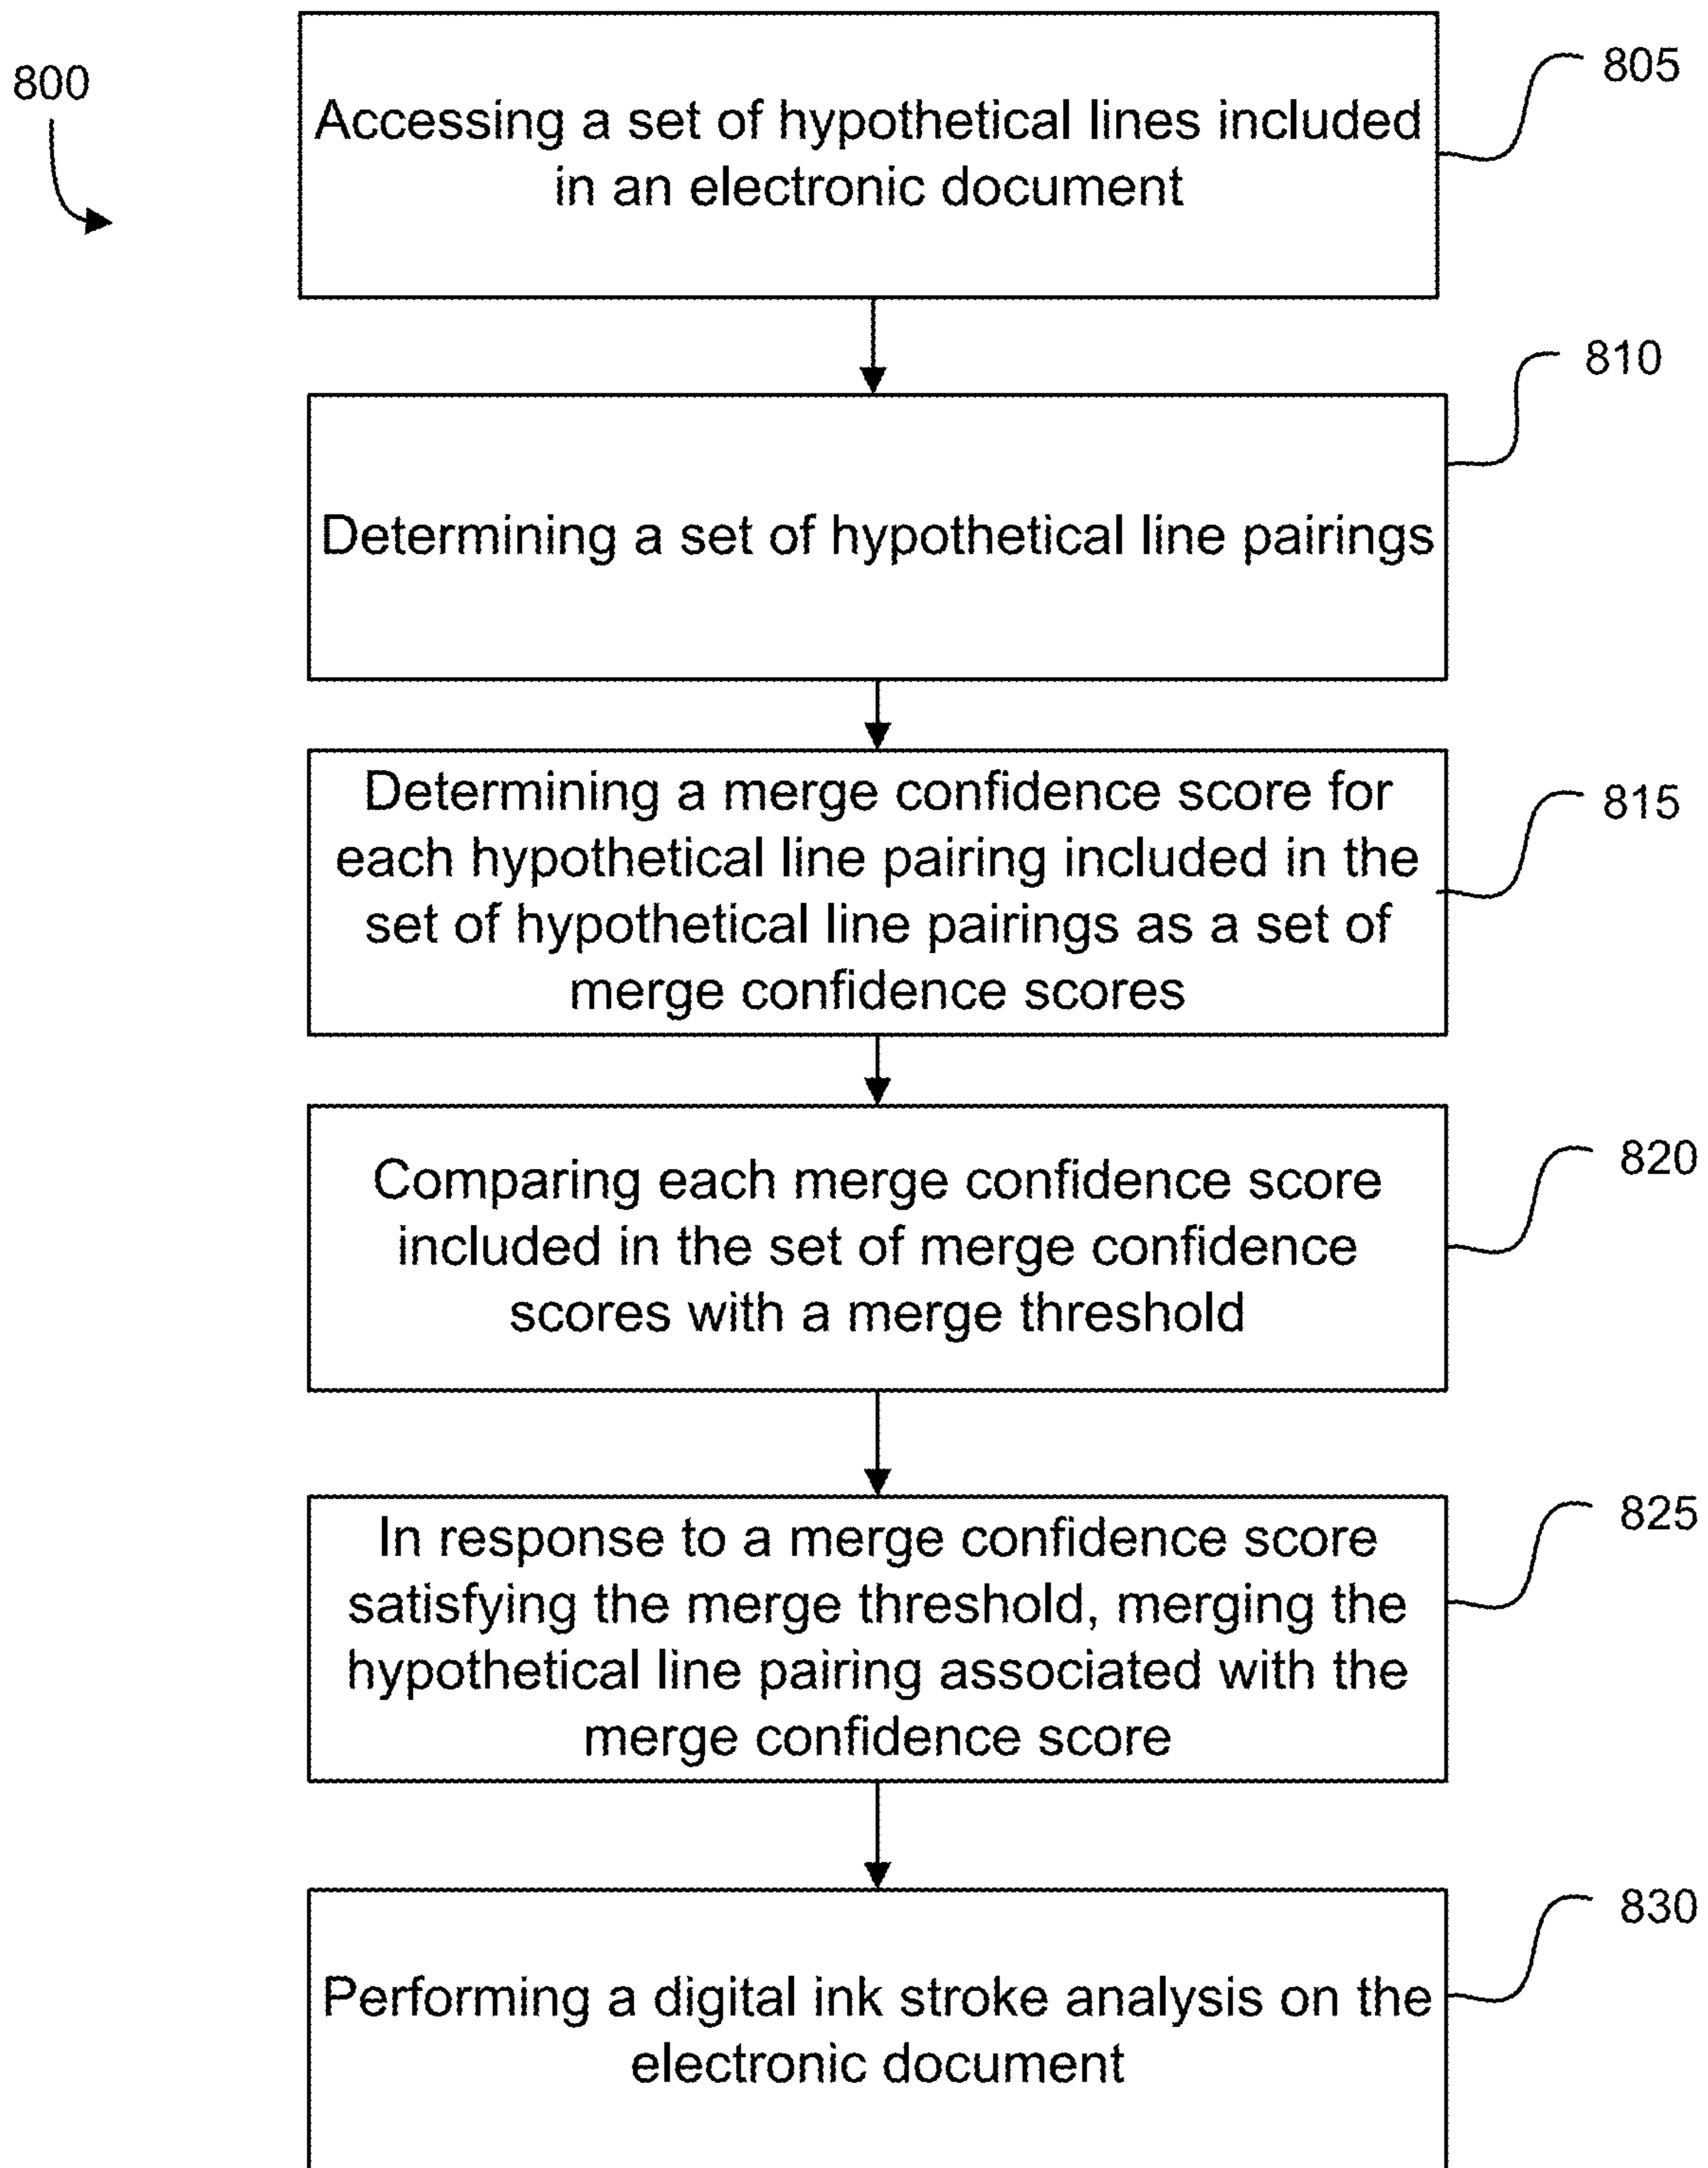 800
805
Accessing a set of hypothetical lines included
in an electronic document
810
Determining a set of hypothetical line pairings
815
Determining a merge confidence score for
each hypothetical line pairing included in the
set of hypothetical line pairings as a set of
merge confidence scores
820
Comparing each merge confidence score
included in the set of merge confidence
scores with a merge threshold
825
In response to a merge confidence score
satisfying the merge threshold, merging the
hypothetical line pairing associated with the
merge confidence score
830
Performing a digital ink stroke analysis on the
electronic document